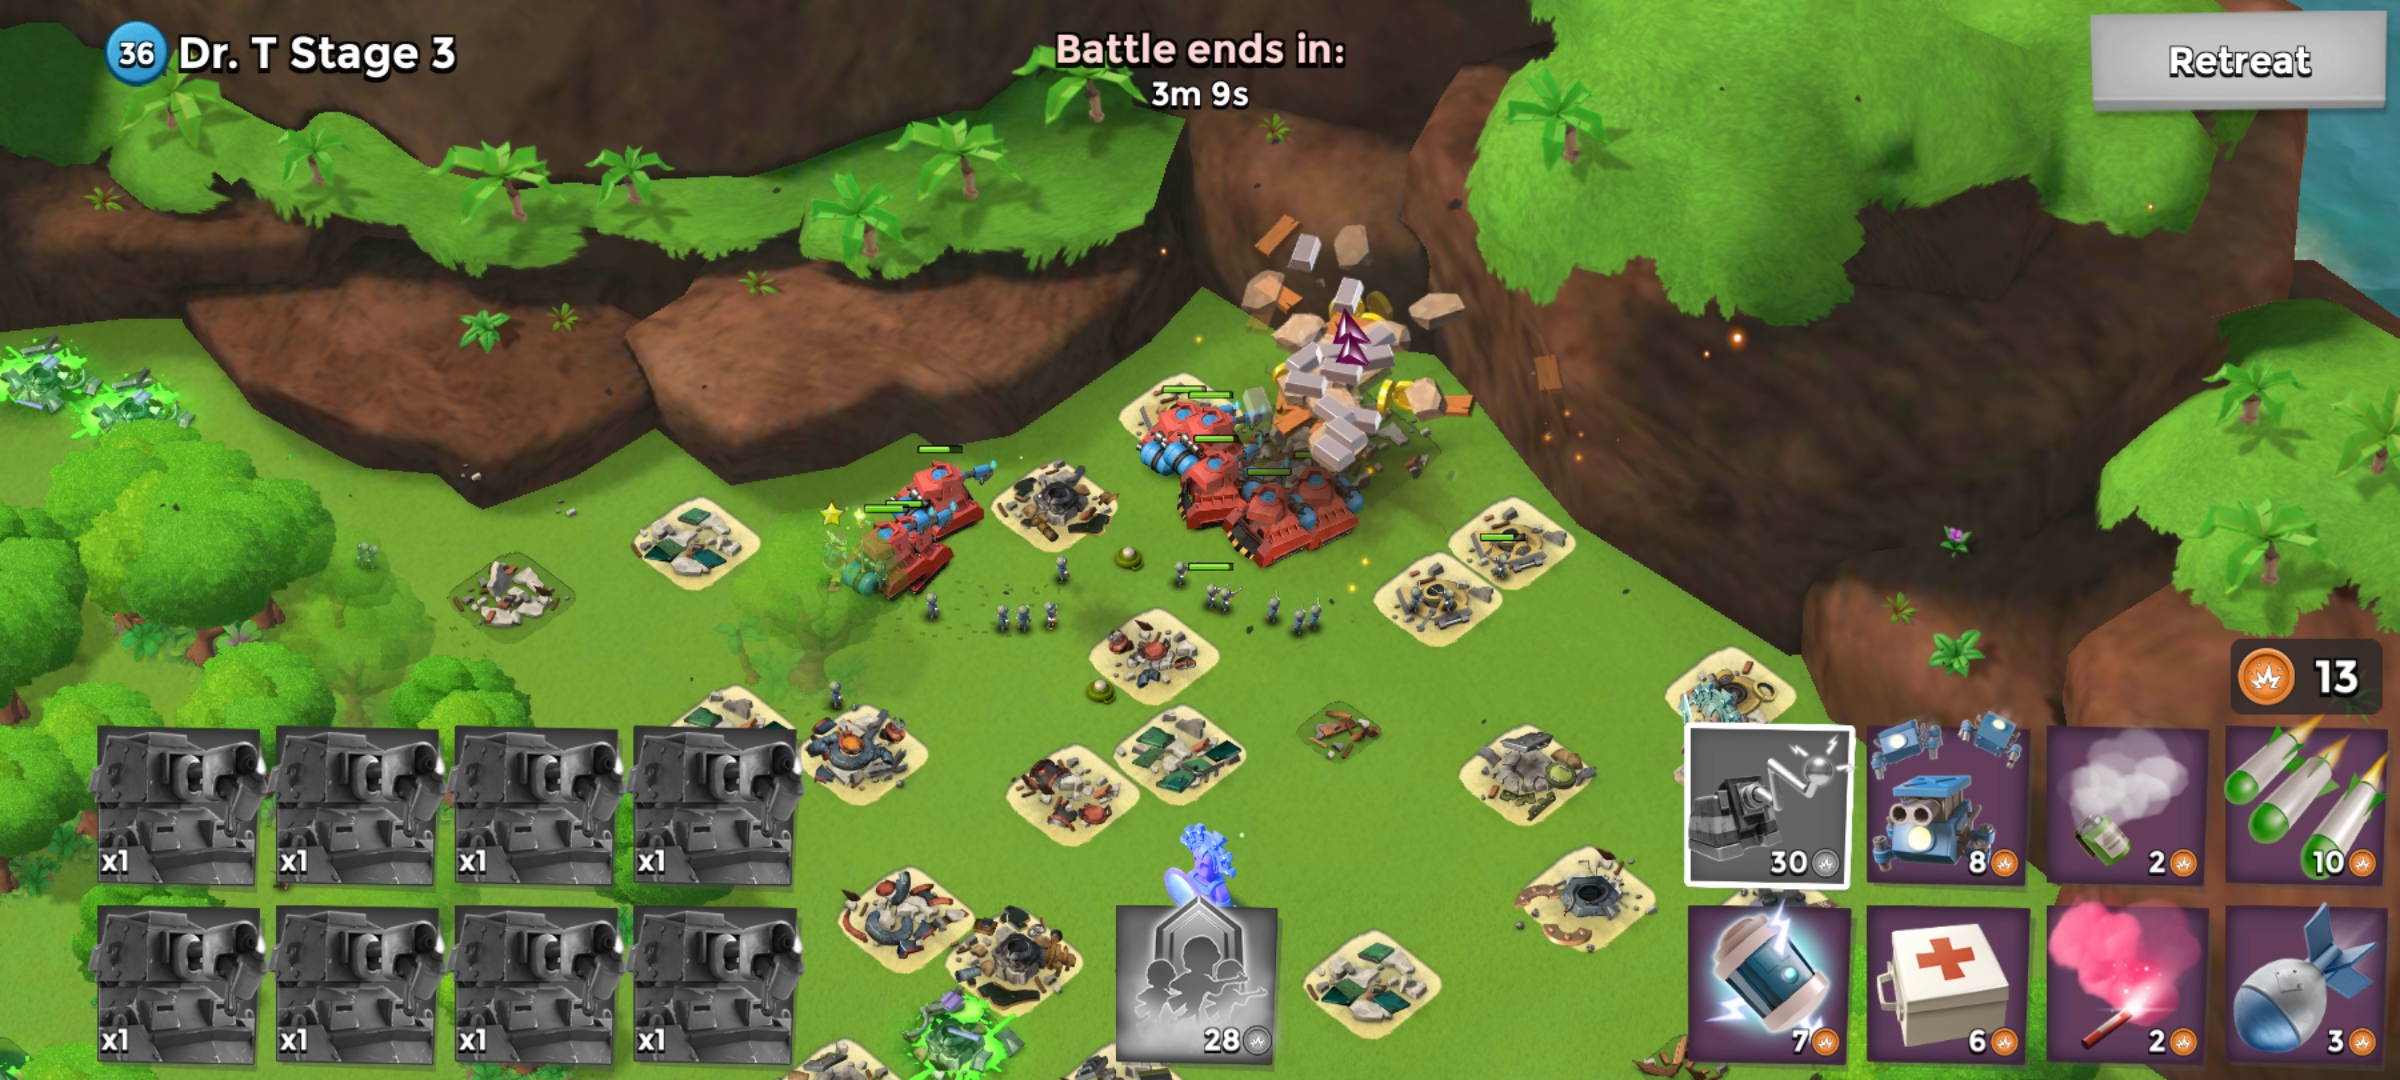 36 Dr. T Stage 3
Battle ends in:
3m 9s
Retreat
13
x1 x1 x1 x1
30 8 2 10
x1 x1 x1 x1
28
7 6 2 3